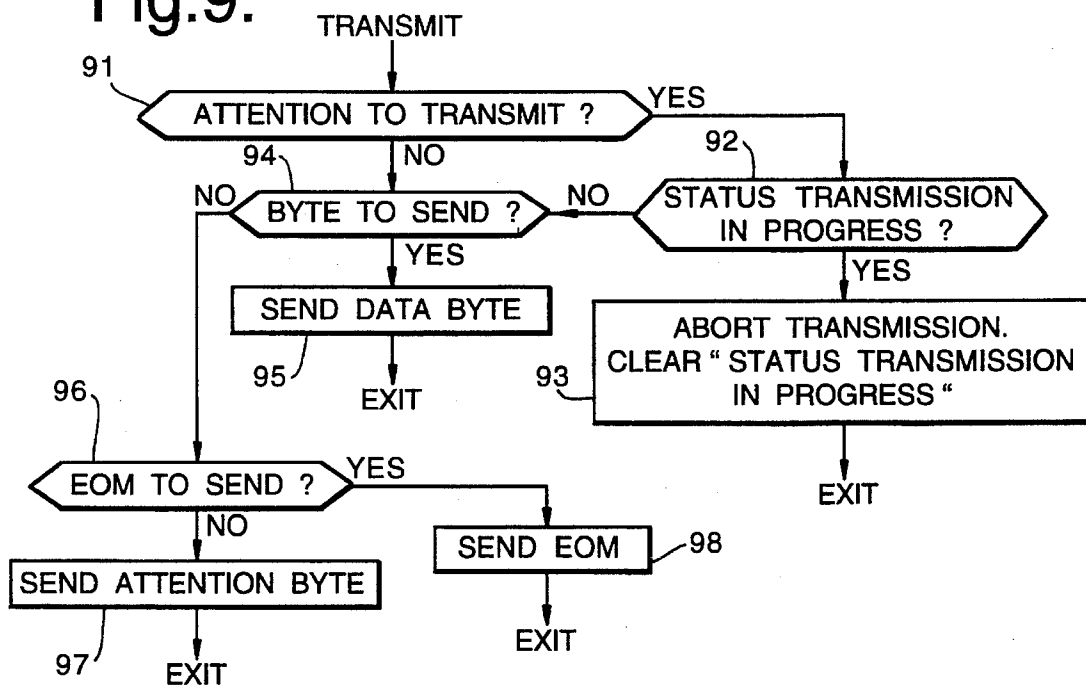 Fig.9.
TRANSMIT
91
ATTENTION TO TRANSMIT ?
YES
NO
94
92
NO
BYTE TO SEND ?
NO
STATUS TRANSMISSION
IN PROGRESS ?
YES
YES
SEND DATA BYTE
95
EXIT
ABORT TRANSMISSION.
CLEAR “ STATUS TRANSMISSION
IN PROGRESS “
93
EXIT
96
EOM TO SEND ?
YES
NO
SEND EOM
98
EXIT
SEND ATTENTION BYTE
97
EXIT